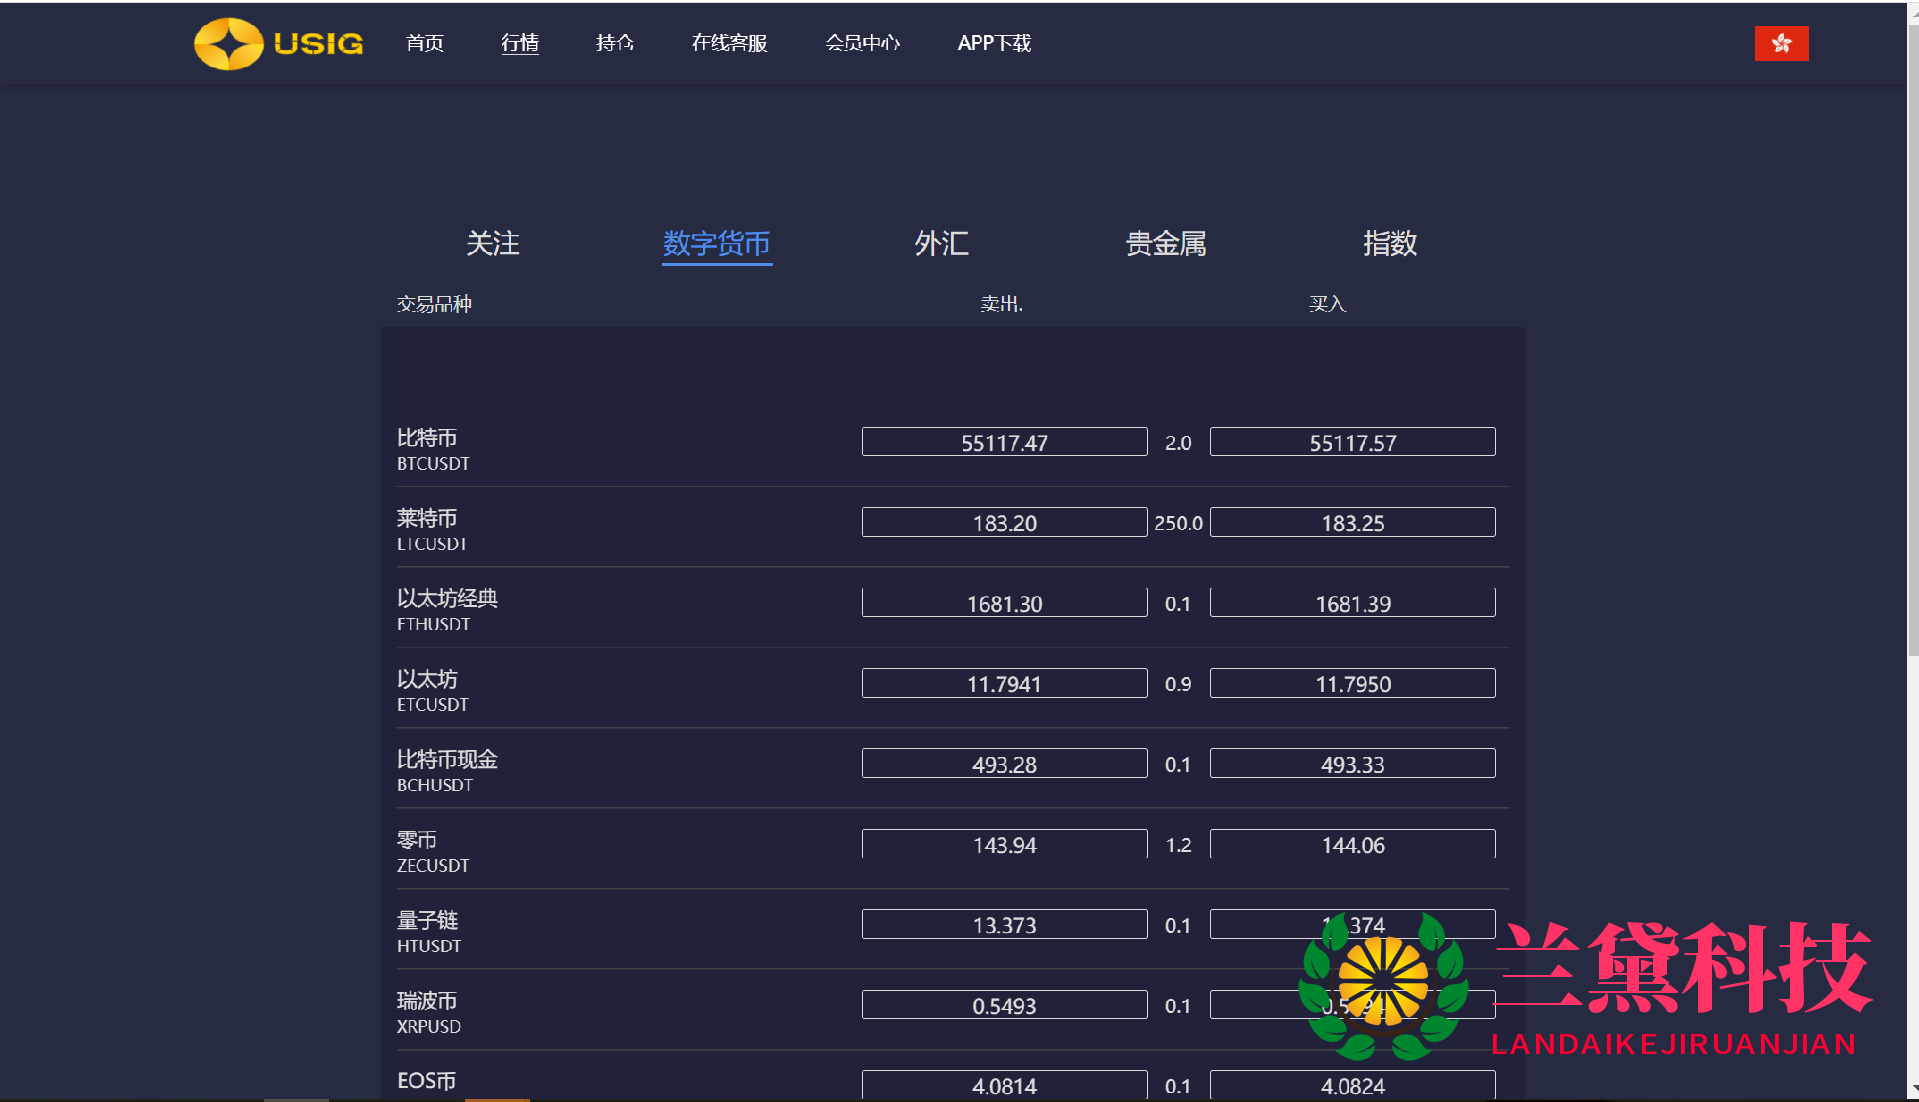 USIG 首页 行情 持仓 在线客服 会员中心 APP下载
关注 数字货币 外汇 贵金属 指数
交易品种 卖出. 买入
比特币
BTCUSDT
55117.47 2.0 55117.57
莱特币
LTCUSDT
183.20 250.0 183.25
以太坊经典
ETHUSDT
1681.30 0.1 1681.39
以太坊
ETCUSDT
11.7941 0.9 11.7950
比特币现金
BCHUSDT
493.28 0.1 493.33
零币
ZECUSDT
143.94 1.2 144.06
量子链
HTUSDT
13.373 0.1
瑞波币
XRPUSD
0.5493 0.1
EOS币
4.0814 0.1 4.0824
兰黛科技
LANDAIKEJIRUANJIAN